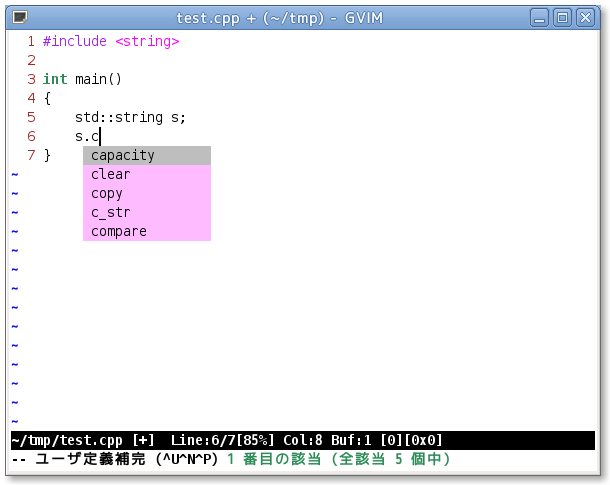 test.cpp + (~/tmp) - GVIM
1 #include <string>
2
3 int main()
4 {
5     std::string s;
6     s.c
7 }
capacity
clear
copy
c_str
compare
~
~
~
~
~
~
~
~
~
~
~
~
~
~
~/tmp/test.cpp [+]  Line:6/7[85%] Col:8 Buf:1 [0][0x0]
-- ユーザ定義補完 (^U^N^P) 1 番目の該当 (全該当 5 個中)